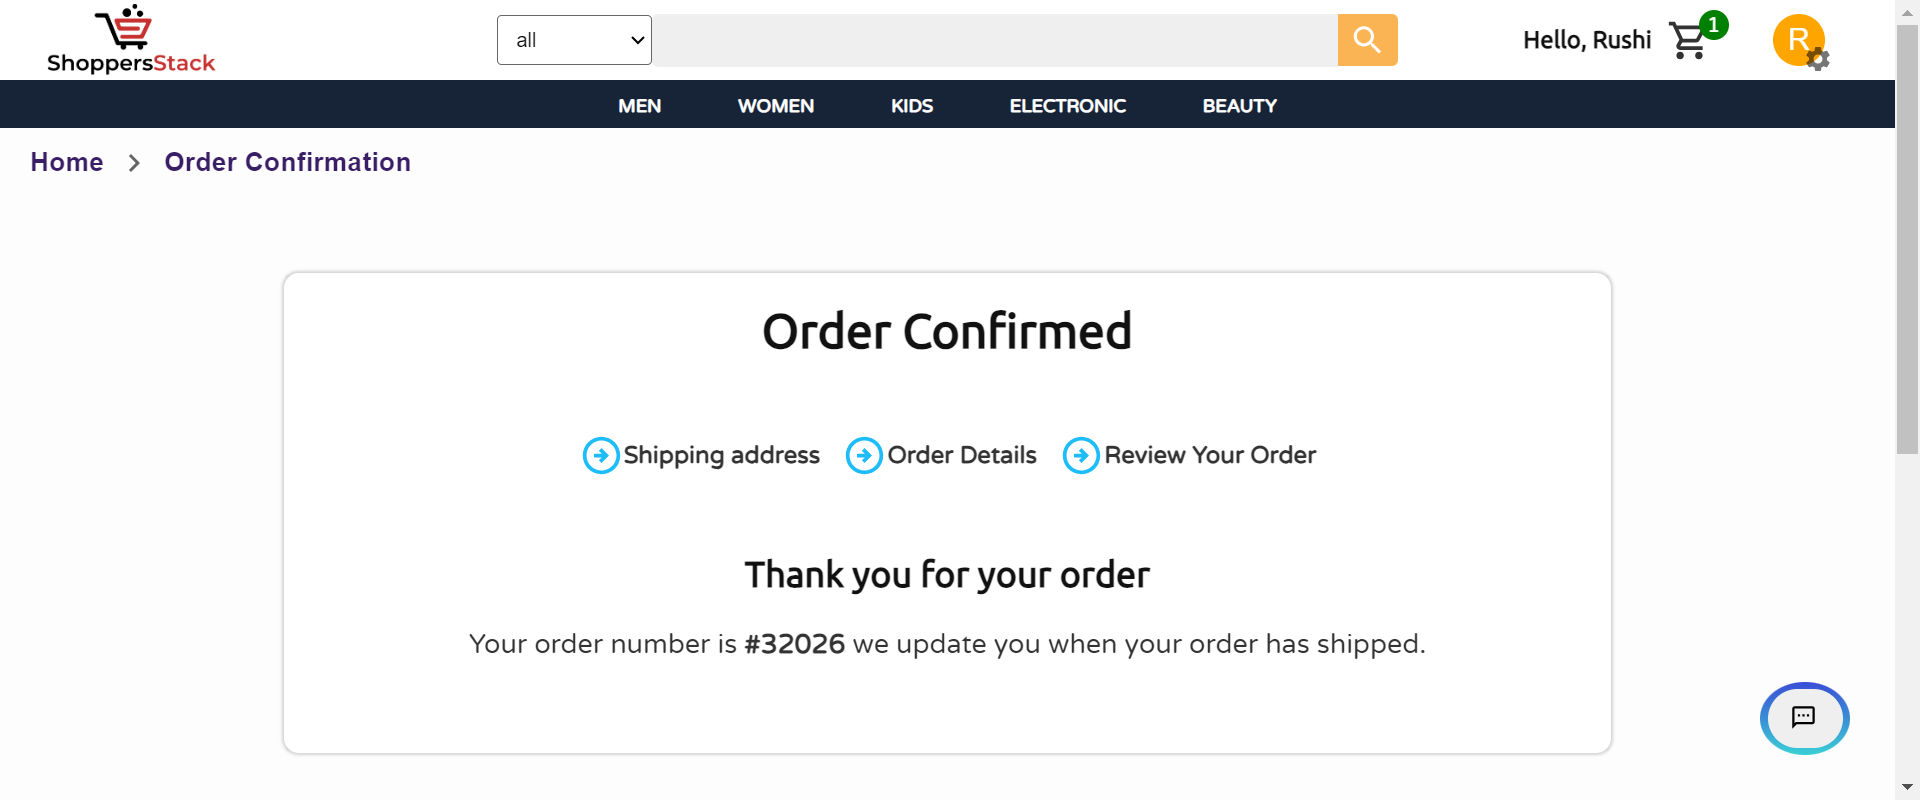 ShoppersStack
all
Hello, Rushi
1
R
MEN WOMEN KIDS ELECTRONIC BEAUTY
Home > Order Confirmation
Order Confirmed
Shipping address Order Details Review Your Order
Thank you for your order
Your order number is #32026 we update you when your order has shipped.